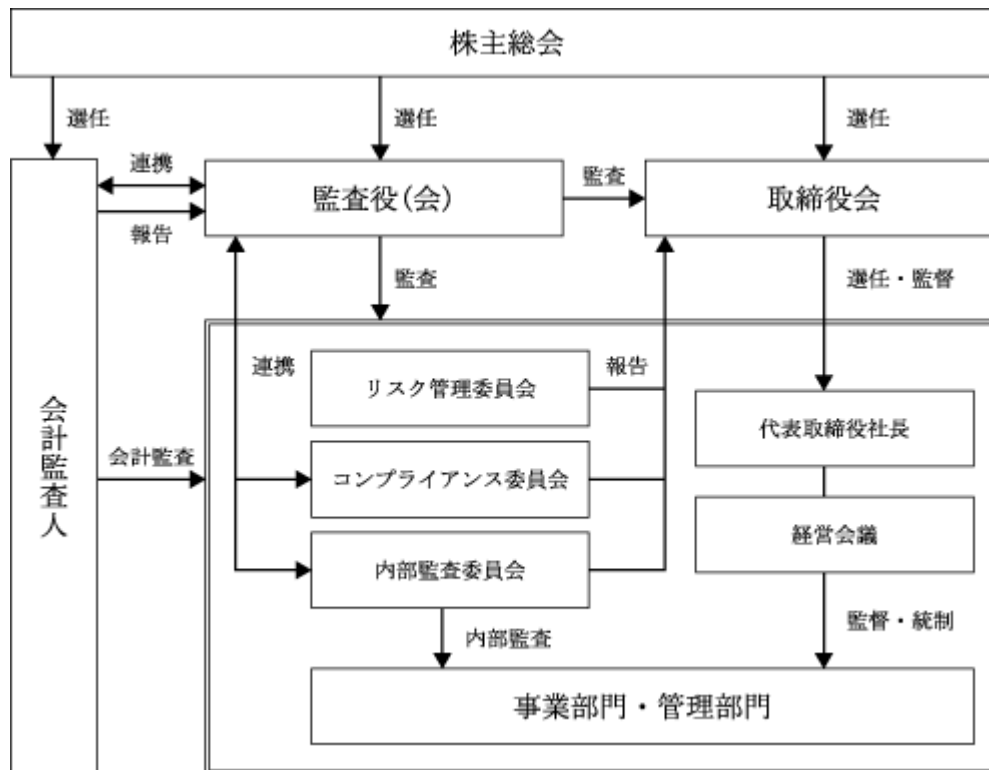 株主総会
選任
選任
選任
連携
監査役(会)
監査
取締役会
報告
監査
選任・監督
会計監査人
連携
リスク管理委員会
報告
代表取締役社長
会計監査
コンプライアンス委員会
経営会議
内部監査委員会
内部監査
監督・統制
事業部門・管理部門